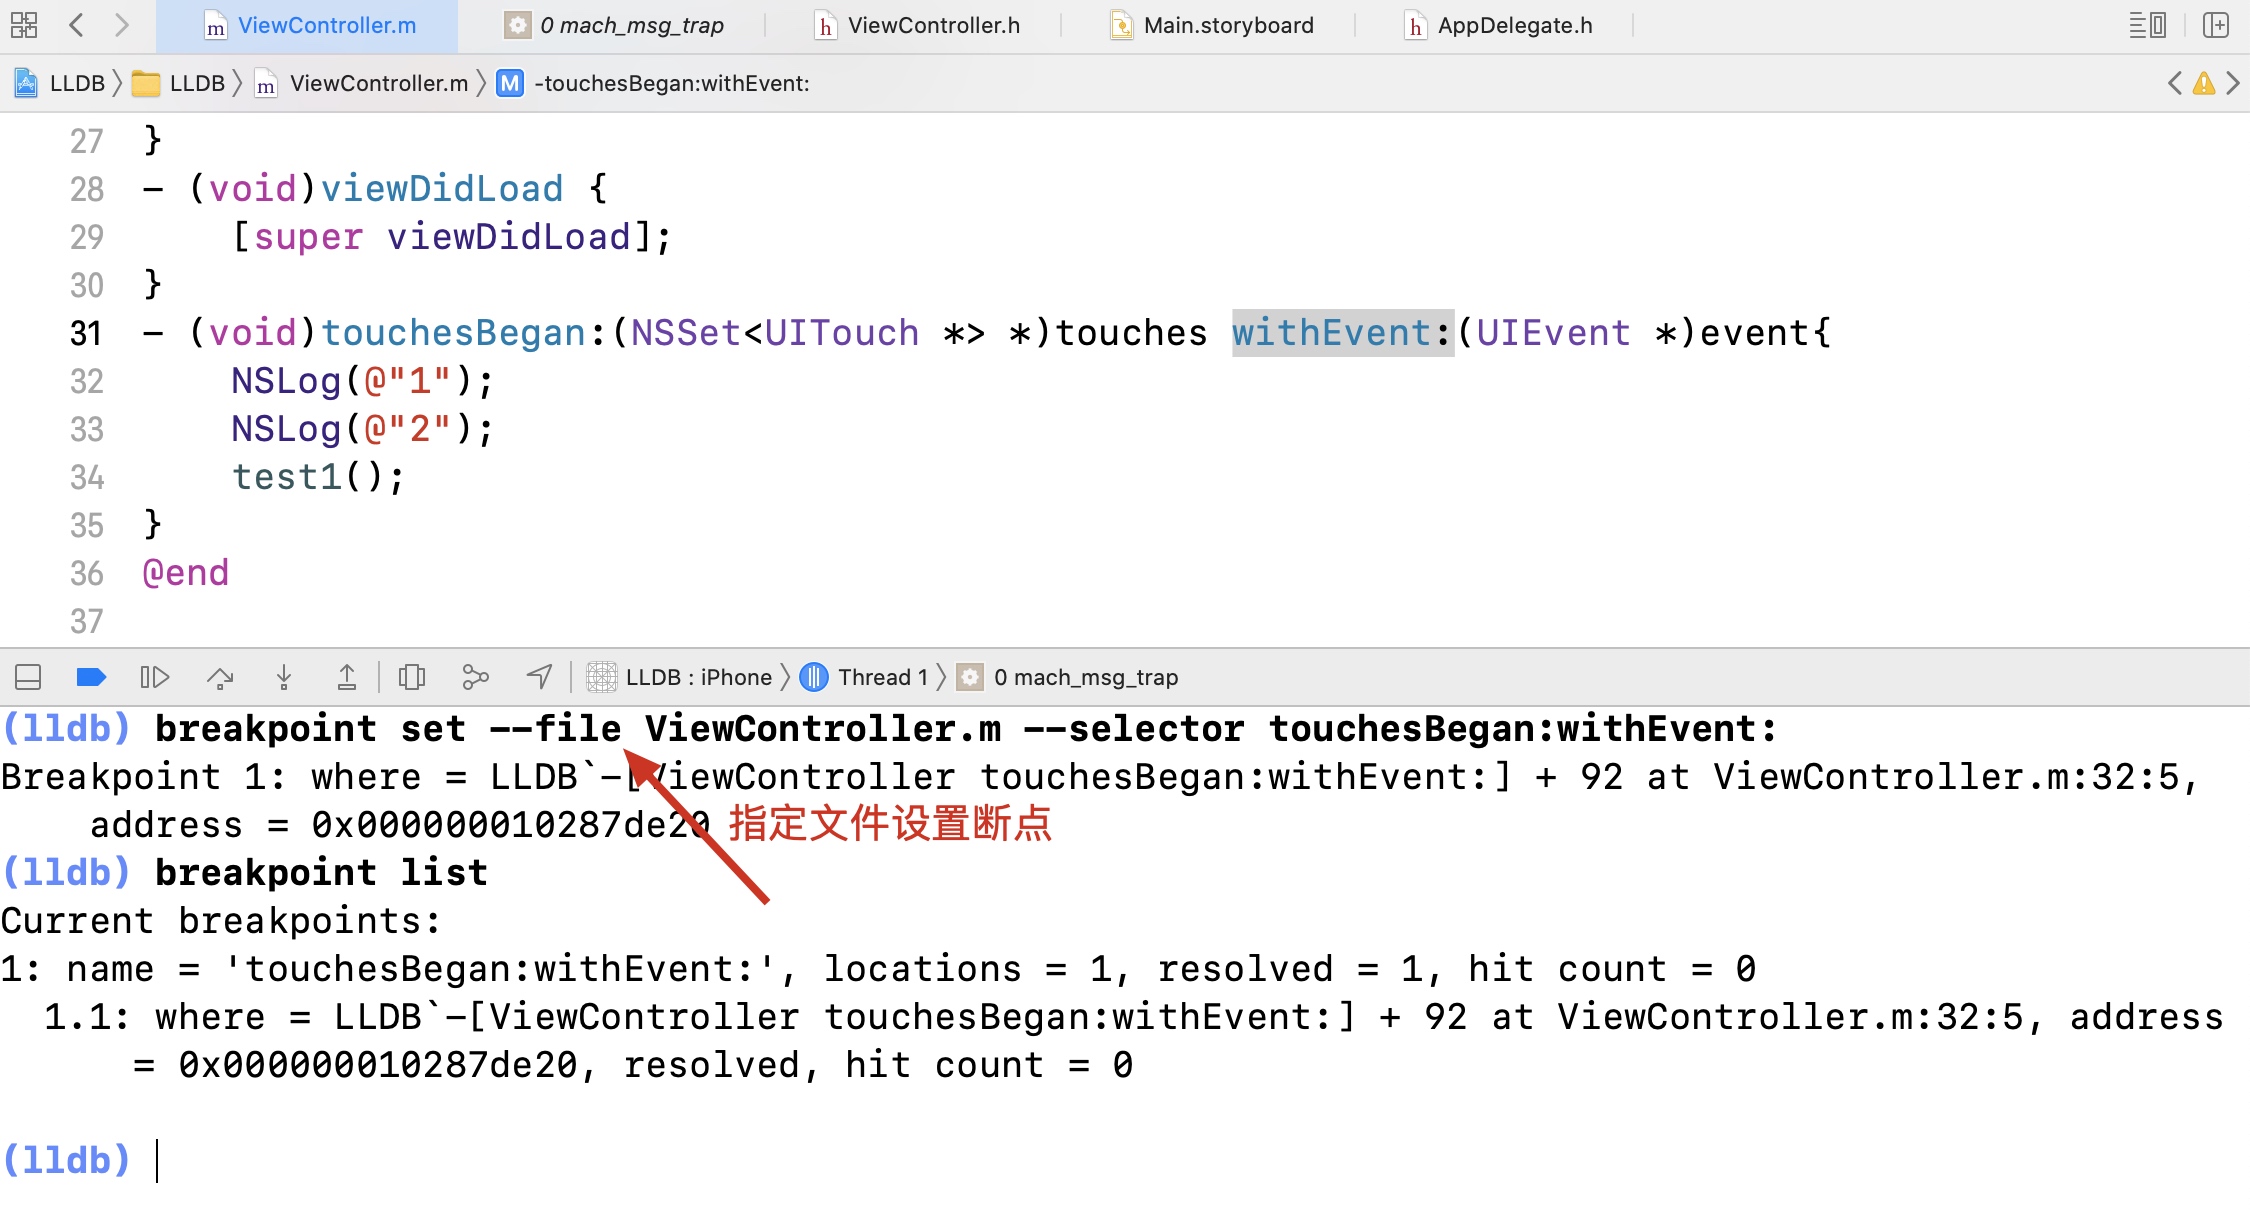 ViewController.m 0 mach_msg_trap ViewController.h Main.storyboard AppDelegate.h
LLDB LLDB ViewController.m M -touchesBegan:withEvent:
27 }
28 - (void)viewDidLoad {
29 [super viewDidLoad];
30 }
31 - (void)touchesBegan:(NSSet<UITouch *> *)touches withEvent:(UIEvent *)event{
32 NSLog(@"1");
33 NSLog(@"2");
34 test1();
35 }
36 @end
37
LLDB : iPhone Thread 1 0 mach_msg_trap
(lldb) breakpoint set --file ViewController.m --selector touchesBegan:withEvent:
Breakpoint 1: where = LLDB`-[ViewController touchesBegan:withEvent:] + 92 at ViewController.m:32:5,
address = 0x000000010287de20 指定文件设置断点
(lldb) breakpoint list
Current breakpoints:
1: name = 'touchesBegan:withEvent:', locations = 1, resolved = 1, hit count = 0
1.1: where = LLDB`-[ViewController touchesBegan:withEvent:] + 92 at ViewController.m:32:5, address
= 0x000000010287de20, resolved, hit count = 0
(lldb)